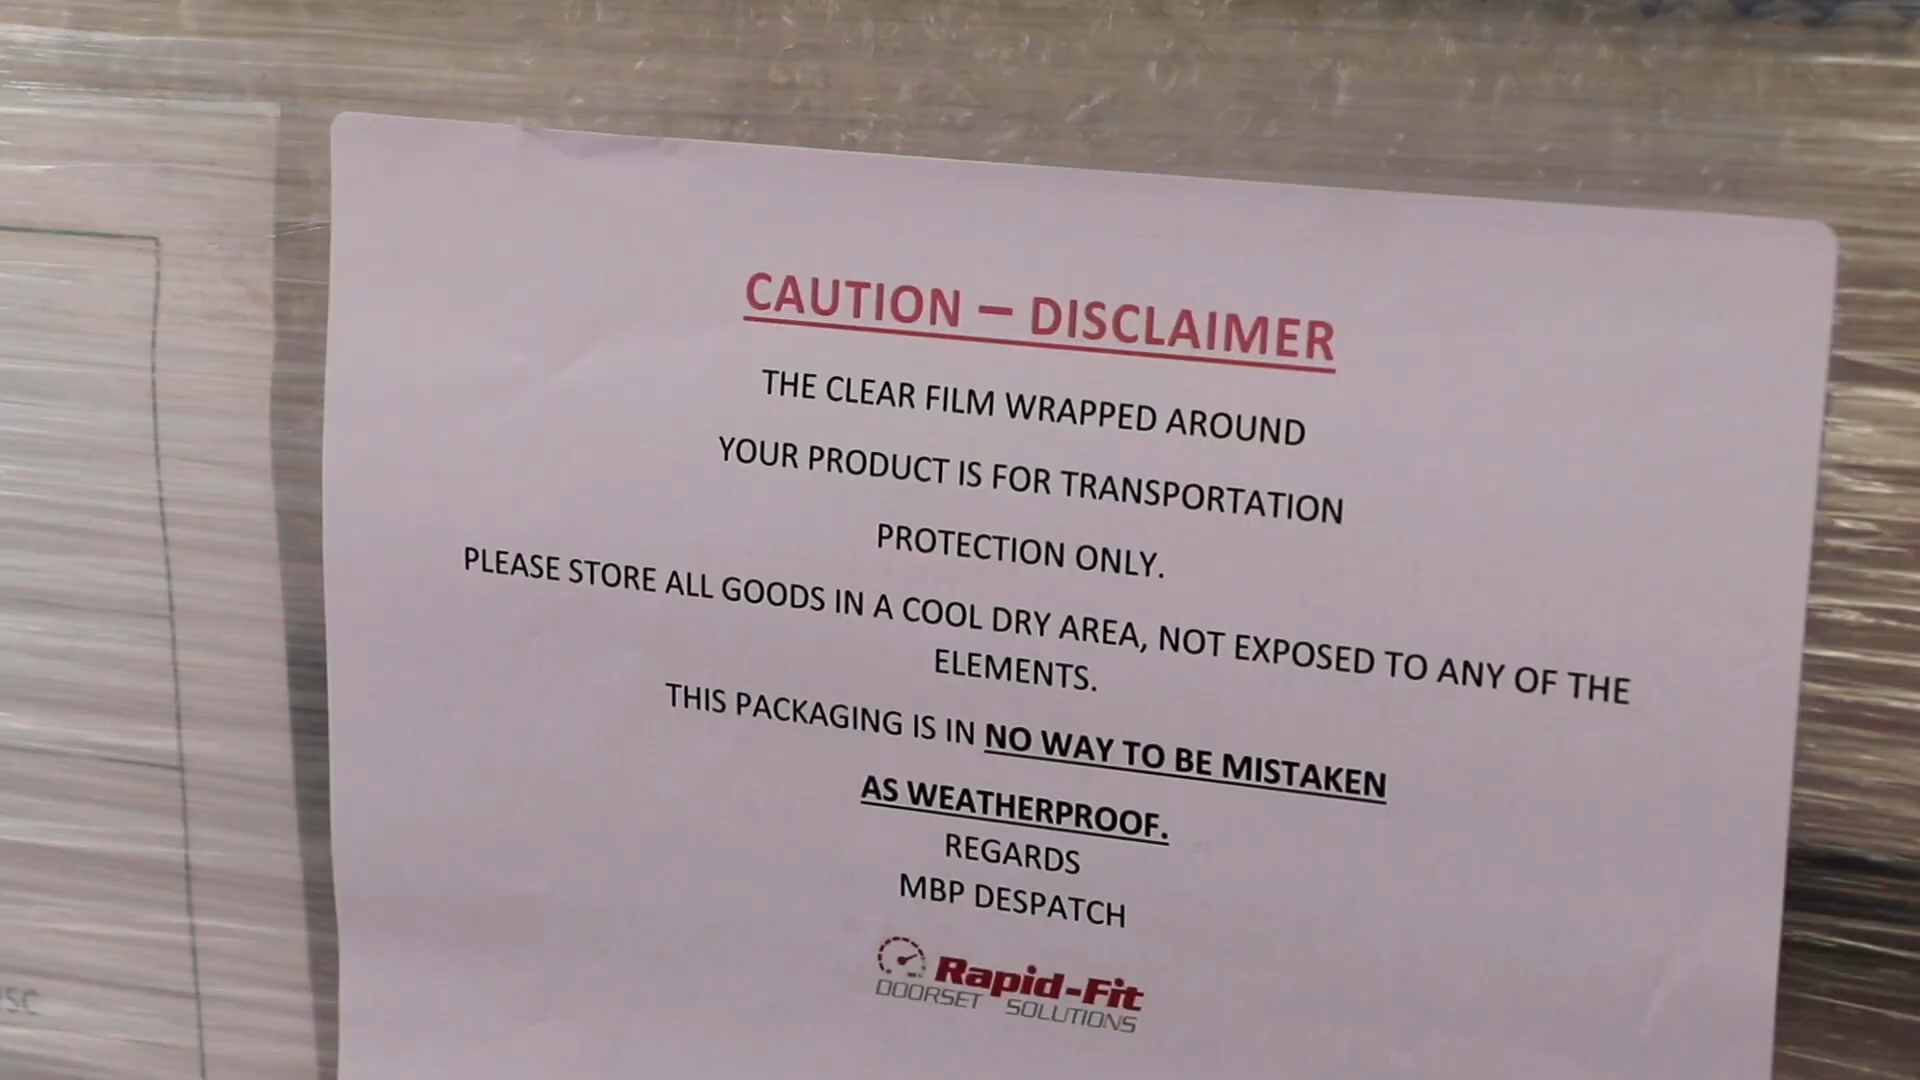 CAUTION – DISCLAIMER
THE CLEAR FILM WRAPPED AROUND
YOUR PRODUCT IS FOR TRANSPORTATION
PROTECTION ONLY.
PLEASE STORE ALL GOODS IN A COOL DRY AREA, NOT EXPOSED TO ANY OF THE
ELEMENTS.
THIS PACKAGING IS IN NO WAY TO BE MISTAKEN
AS WEATHERPROOF.
REGARDS
MBP DESPATCH
Rapid-Fit
DOORSET SOLUTIONS